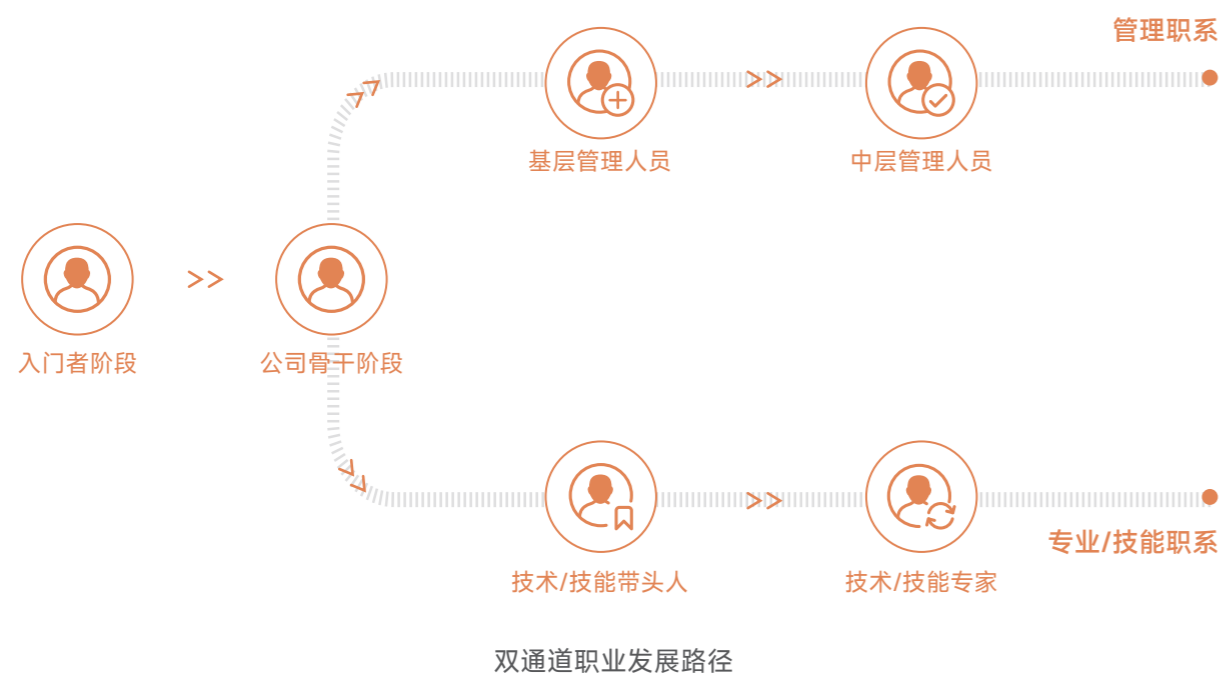 管理职系
基层管理人员
中层管理人员
入门者阶段
公司骨干阶段
专业/技能职系
技术/技能带头人
技术/技能专家
双通道职业发展路径